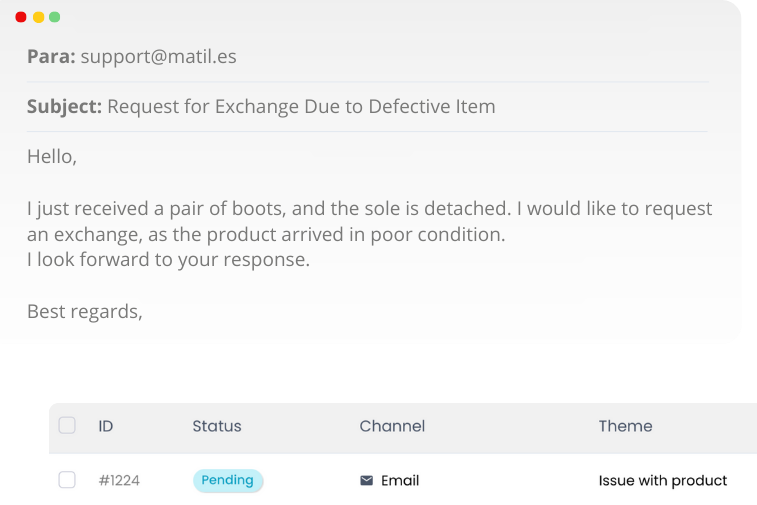 Para: support@matil.es
Subject: Request for Exchange Due to Defective Item
Hello,
I just received a pair of boots, and the sole is detached. I would like to request
an exchange, as the product arrived in poor condition.
I look forward to your response.
Best regards,
ID Status Channel Theme
#1224 Pending Email Issue with product